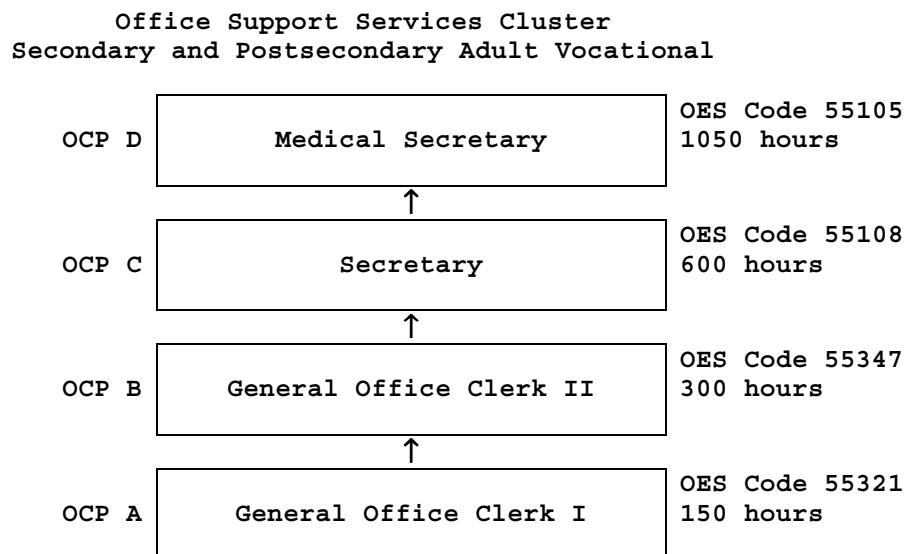 Office Support Services Cluster
Secondary and Postsecondary Adult Vocational
OES Code 55105
OCP D Medical Secretary 1050 hours
↑
OES Code 55108
OCP C Secretary 600 hours
↑
OES Code 55347
OCP B General Office Clerk II 300 hours
↑
OES Code 55321
OCP A General Office Clerk I 150 hours